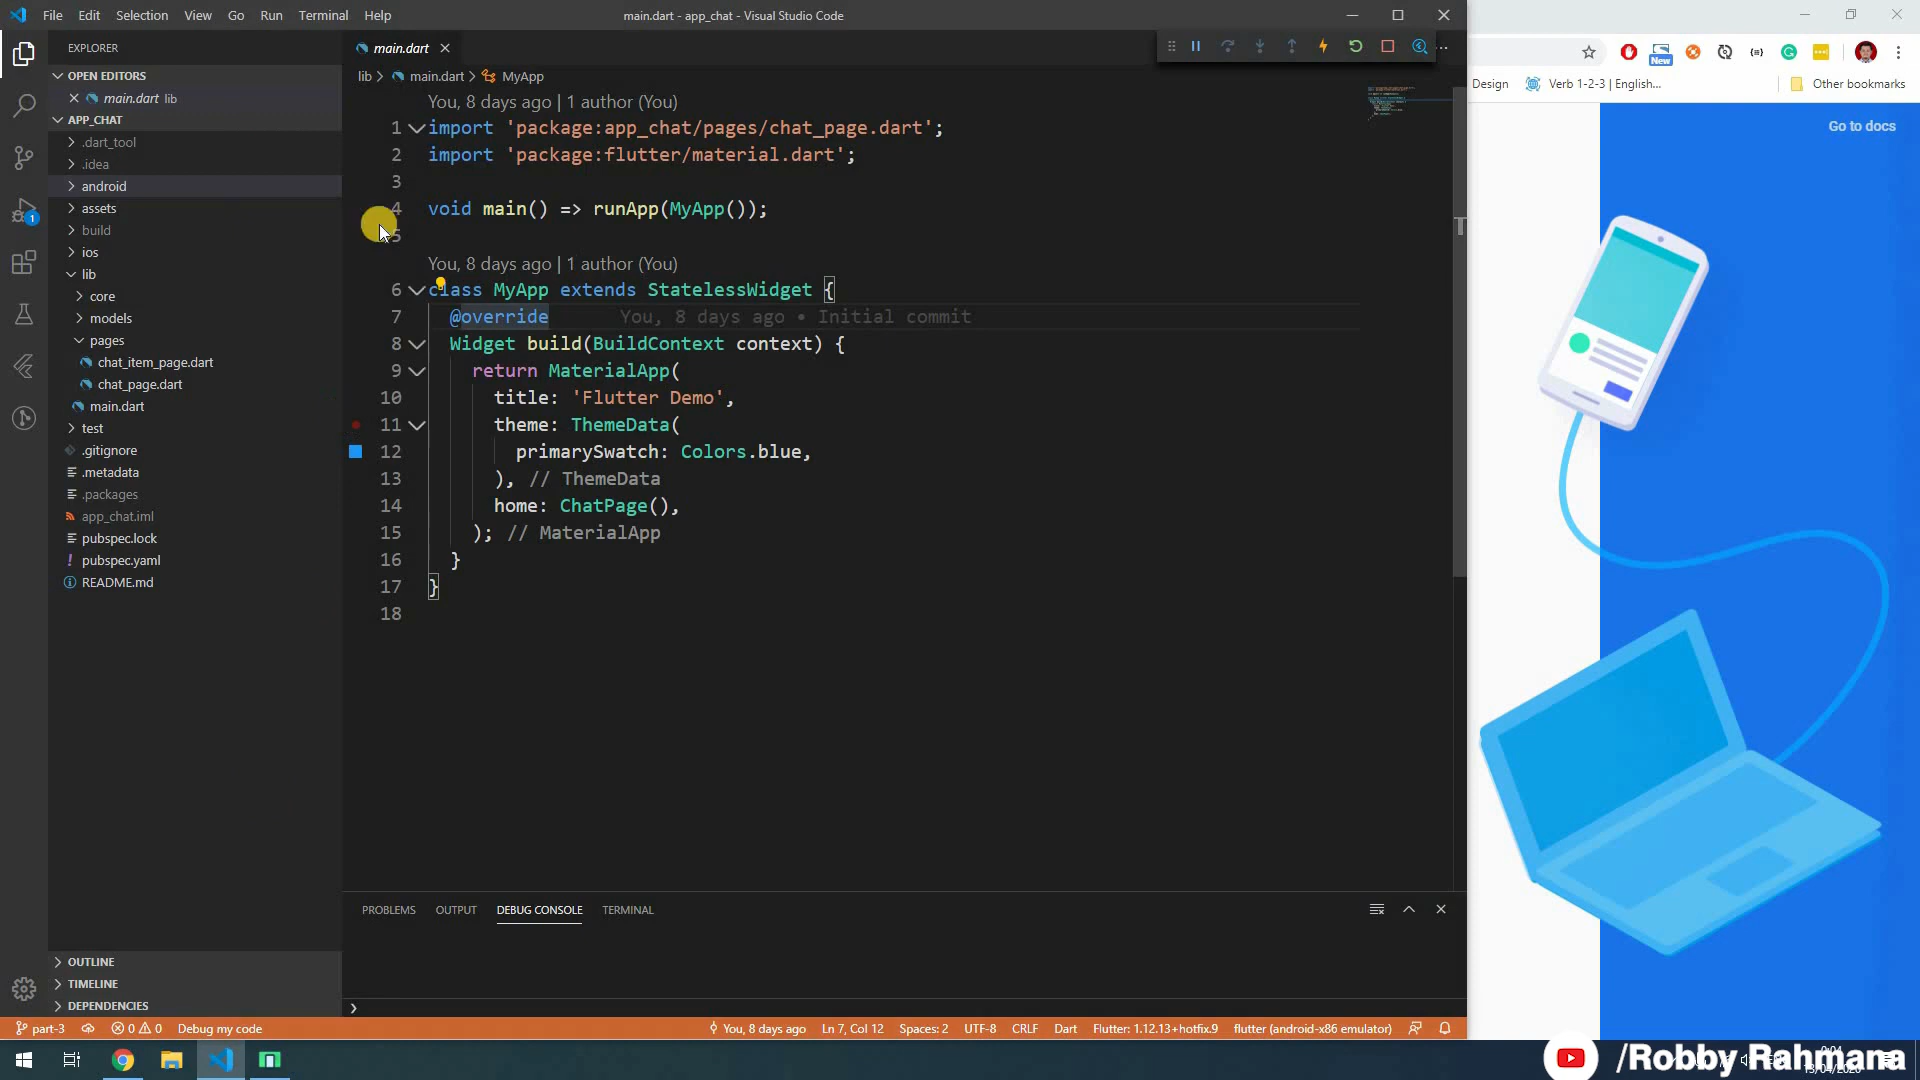 File Edit Selection View Go Run Terminal Help
main.dart - app_chat - Visual Studio Code
EXPLORER
OPEN EDITORS
main.dart lib
APP_CHAT
.dart_tool
.idea
android
assets
build
ios
lib
core
models
pages
chat_item_page.dart
chat_page.dart
main.dart
test
.gitignore
.metadata
.packages
app_chat.iml
pubspec.lock
pubspec.yaml
README.md
OUTLINE
TIMELINE
DEPENDENCIES
main.dart
lib > main.dart > MyApp
You, 8 days ago | 1 author (You)
1 import 'package:app_chat/pages/chat_page.dart';
2 import 'package:flutter/material.dart';
3
4 void main() => runApp(MyApp());
5
You, 8 days ago | 1 author (You)
6 class MyApp extends StatelessWidget {
7 @override You, 8 days ago • Initial commit
8 Widget build(BuildContext context) {
9 return MaterialApp(
10 title: 'Flutter Demo',
11 theme: ThemeData(
12 primarySwatch: Colors.blue,
13 ), // ThemeData
14 home: ChatPage(),
15 ); // MaterialApp
16 }
17 }
18
PROBLEMS OUTPUT DEBUG CONSOLE TERMINAL
part-3 0 0 Debug my code
You, 8 days ago Ln 7, Col 12 Spaces: 2 UTF-8 CRLF Dart Flutter: 1.12.13+hotfix.9 flutter (android-x86 emulator)
New
Design Verb 1-2-3 | English... Other bookmarks
Go to docs
/Robby Rahmana